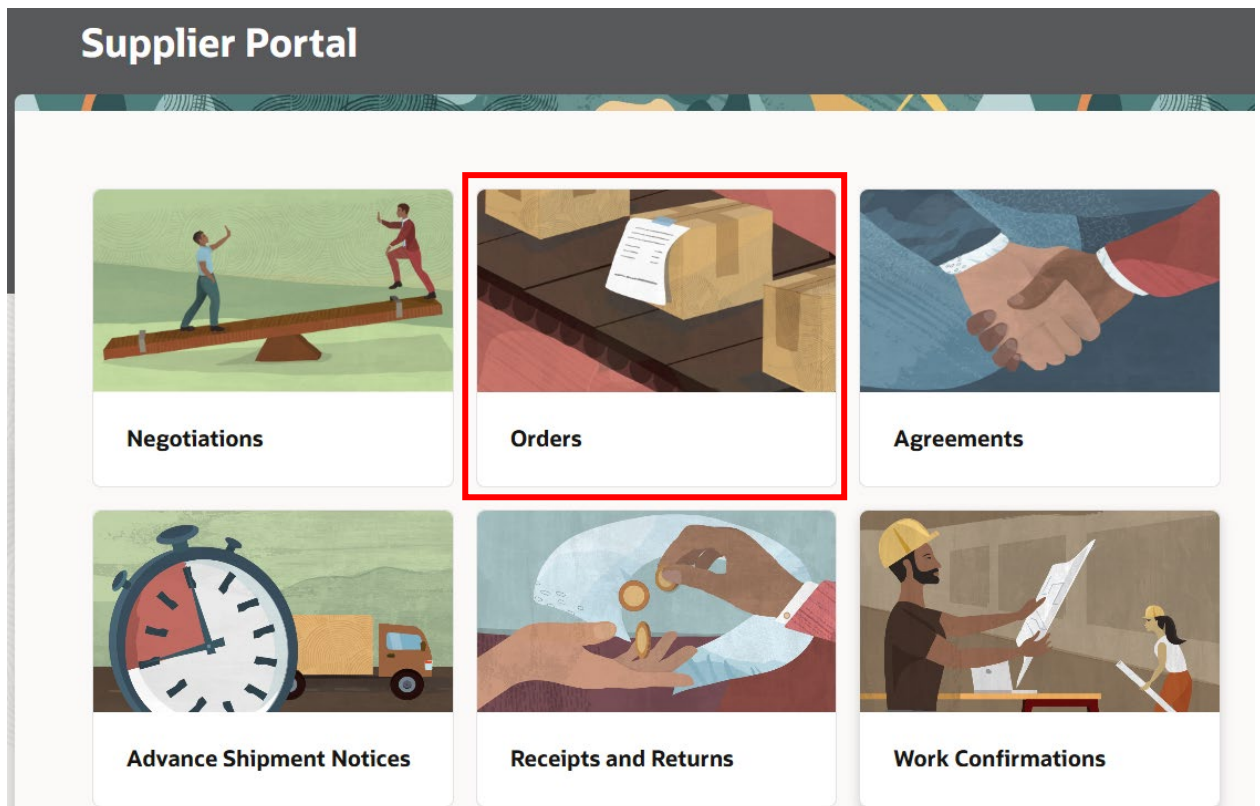 Supplier Portal
Negotiations
Orders
Agreements
Advance Shipment Notices
Receipts and Returns
Work Confirmations